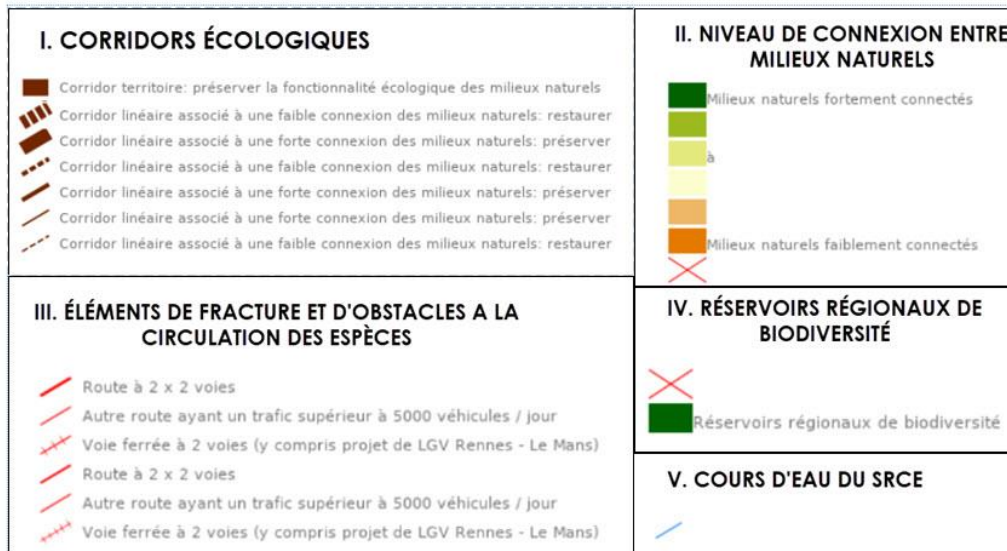 I. CORRIDORS ÉCOLOGIQUES
Corridor territoire: préserver la fonctionnalité écologique des milieux naturels
Corridor linéaire associé à une faible connexion des milieux naturels: restaurer
Corridor linéaire associé à une forte connexion des milieux naturels: préserver
Corridor linéaire associé à une faible connexion des milieux naturels: restaurer
Corridor linéaire associé à une forte connexion des milieux naturels: préserver
Corridor linéaire associé à une forte connexion des milieux naturels: préserver
Corridor linéaire associé à une faible connexion des milieux naturels: restaurer
II. NIVEAU DE CONNEXION ENTRE
MILIEUX NATURELS
Milieux naturels fortement connectés
à
Milieux naturels faiblement connectés
III. ÉLÉMENTS DE FRACTURE ET D'OBSTACLES A LA
CIRCULATION DES ESPÈCES
Route à 2 x 2 voies
Autre route ayant un trafic supérieur à 5000 véhicules / jour
Voie ferrée à 2 voies (y compris projet de LGV Rennes - Le Mans)
Route à 2 x 2 voies
Autre route ayant un trafic supérieur à 5000 véhicules / jour
Voie ferrée à 2 voies (y compris projet de LGV Rennes - Le Mans)
IV. RÉSERVOIRS RÉGIONAUX DE
BIODIVERSITÉ
Réservoirs régionaux de biodiversité
V. COURS D'EAU DU SRCE